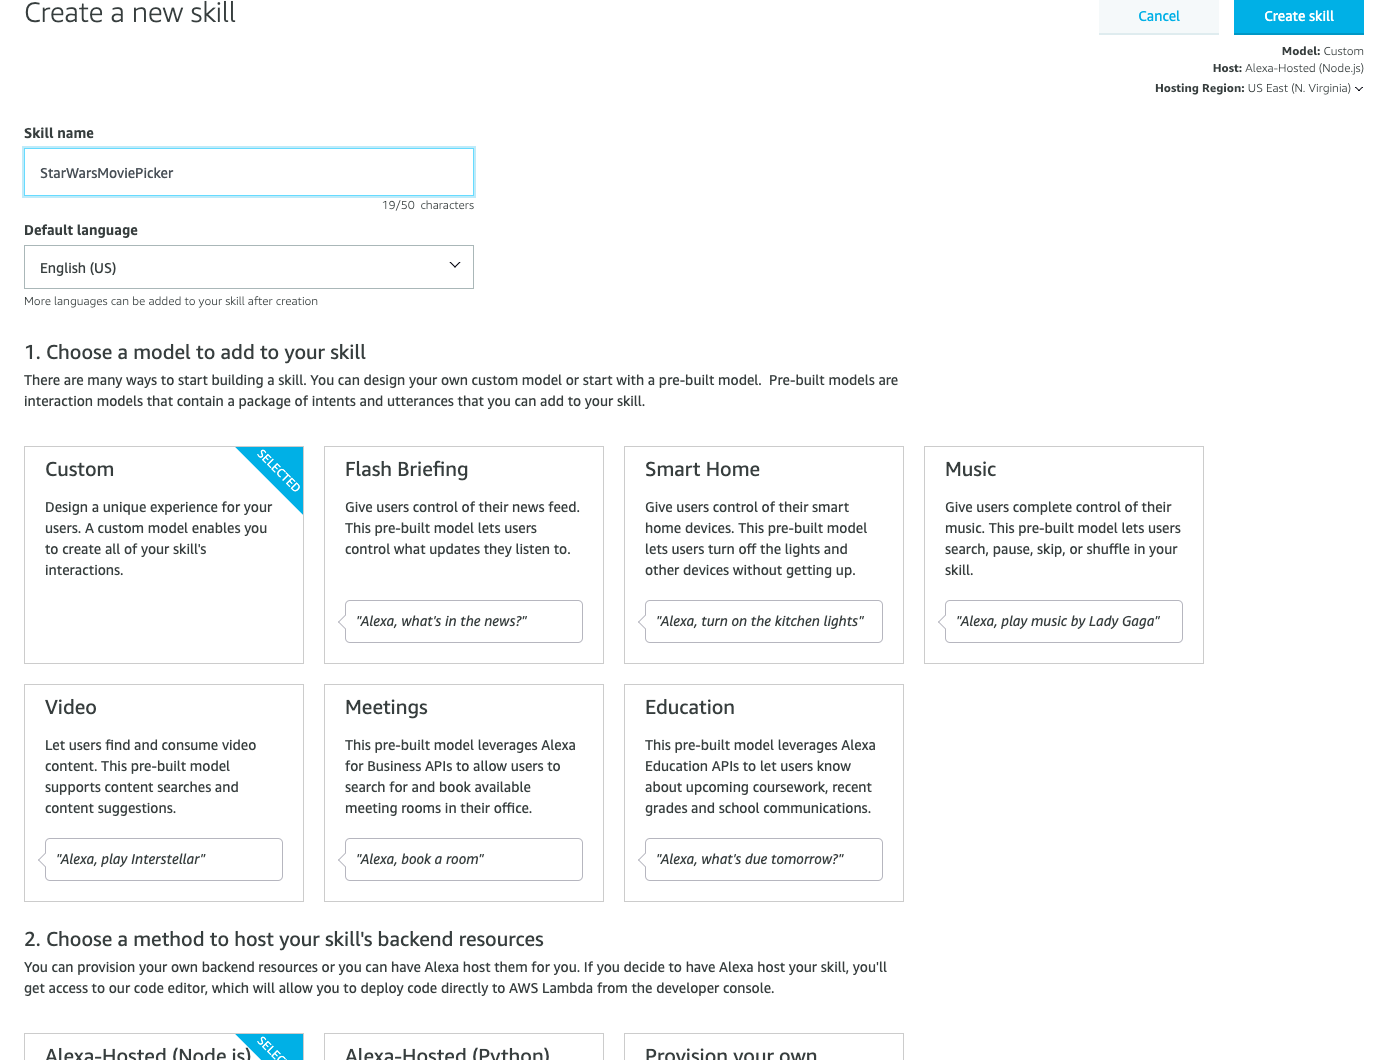 Create a new skill
Cancel
Create skill
Model: Custom
Host: Alexa-Hosted (Node.js)
Hosting Region: US East (N. Virginia)
Skill name
StarWarsMoviePicker
19/50 characters
Default language
English (US)
More languages can be added to your skill after creation
1. Choose a model to add to your skill
There are many ways to start building a skill. You can design your own custom model or start with a pre-built model. Pre-built models are
interaction models that contain a package of intents and utterances that you can add to your skill.
Custom
SELECTED
Design a unique experience for your
users. A custom model enables you
to create all of your skill's
interactions.
Flash Briefing
Give users control of their news feed.
This pre-built model lets users
control what updates they listen to.
"Alexa, what's in the news?"
Smart Home
Give users control of their smart
home devices. This pre-built model
lets users turn off the lights and
other devices without getting up.
"Alexa, turn on the kitchen lights"
Music
Give users complete control of their
music. This pre-built model lets users
search, pause, skip, or shuffle in your
skill.
"Alexa, play music by Lady Gaga"
Video
Let users find and consume video
content. This pre-built model
supports content searches and
content suggestions.
"Alexa, play Interstellar"
Meetings
This pre-built model leverages Alexa
for Business APIs to allow users to
search for and book available
meeting rooms in their office.
"Alexa, book a room"
Education
This pre-built model leverages Alexa
Education APIs to let users know
about upcoming coursework, recent
grades and school communications.
"Alexa, what's due tomorrow?"
2. Choose a method to host your skill's backend resources
You can provision your own backend resources or you can have Alexa host them for you. If you decide to have Alexa host your skill, you'll
get access to our code editor, which will allow you to deploy code directly to AWS Lambda from the developer console.
Alexa-Hosted (Node.js)
SELEC
Alexa-Hosted (Python)
Provision your own